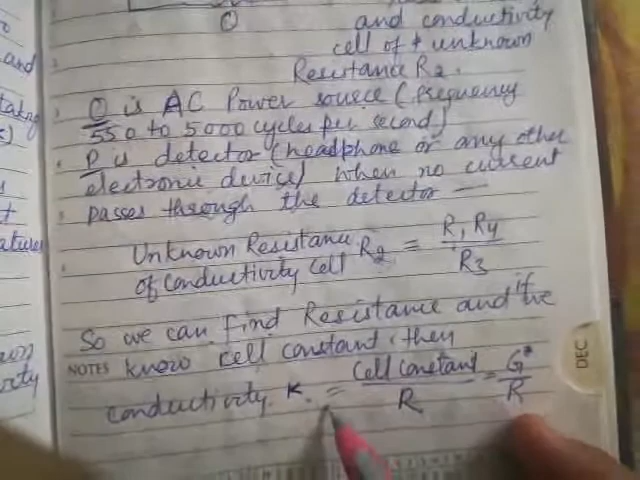 O
and conductivity
cell of + unknown
Resistance R2.
O is AC Power source (frequency
550 to 5000 cycles per second)
P is detector (headphone or any other
electronic device) when no current
passes through the detector —
Unknown Resistance
of conductivity cell R2 = R1 R4 / R3
So we can find Resistance and if we
NOTES know cell constant, then
conductivity K = Cell constant / R = G* / R
DEC
and